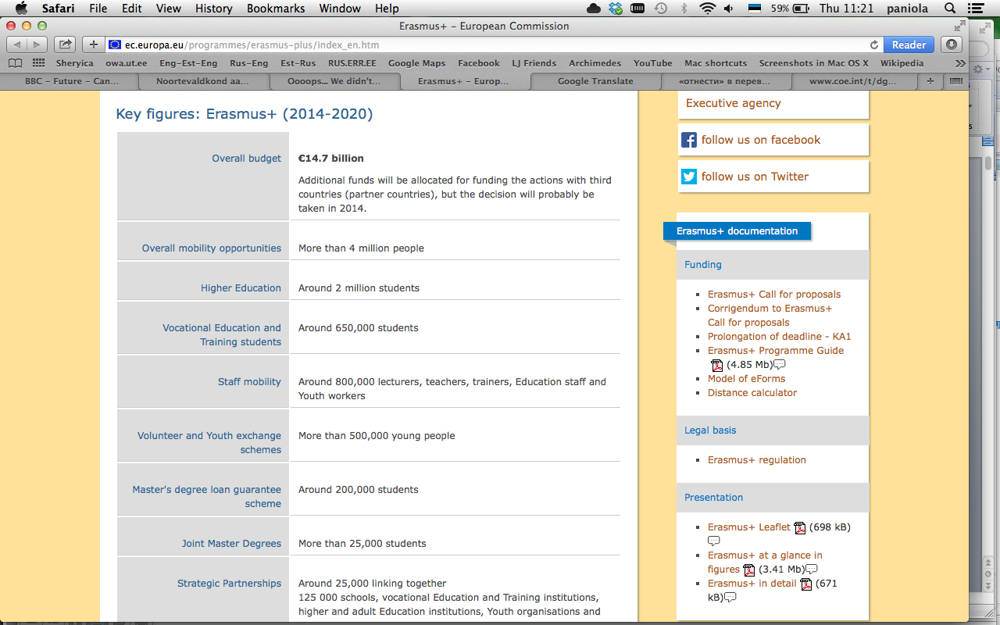 Safari File Edit View History Bookmarks Window Help 59% Thu 11:21 paniola
Erasmus+ – European Commission
ec.europa.eu/programmes/erasmus-plus/index_en.htm Reader
Sheryica owa.ut.ee Eng-Est-Eng Rus-Eng Est-Rus RUS.ERR.EE Google Maps Facebook LJ Friends Archimedes YouTube Mac shortcuts Screenshots in Mac OS X Wikipedia
BBC – Future – Can... Noortevaldkond aa... Oooops... We didn't... Erasmus+ – Europ... Google Translate «отнести» в перев... www.coe.int/t/dg...
Key figures: Erasmus+ (2014-2020)
Overall budget €14.7 billion
Additional funds will be allocated for funding the actions with third
countries (partner countries), but the decision will probably be
taken in 2014.
Overall mobility opportunities More than 4 million people
Higher Education Around 2 million students
Vocational Education and Around 650,000 students
Training students
Staff mobility Around 800,000 lecturers, teachers, trainers, Education staff and
Youth workers
Volunteer and Youth exchange More than 500,000 young people
schemes
Master's degree loan guarantee Around 200,000 students
scheme
Joint Master Degrees More than 25,000 students
Strategic Partnerships Around 25,000 linking together
125 000 schools, vocational Education and Training institutions,
higher and adult Education institutions, Youth organisations and
Executive agency
follow us on facebook
follow us on Twitter
Erasmus+ documentation
Funding
Erasmus+ Call for proposals
Corrigendum to Erasmus+
Call for proposals
Prolongation of deadline - KA1
Erasmus+ Programme Guide
(4.85 Mb)
Model of eForms
Distance calculator
Legal basis
Erasmus+ regulation
Presentation
Erasmus+ Leaflet (698 kB)
Erasmus+ at a glance in
figures (3.41 Mb)
Erasmus+ in detail (671
kB)